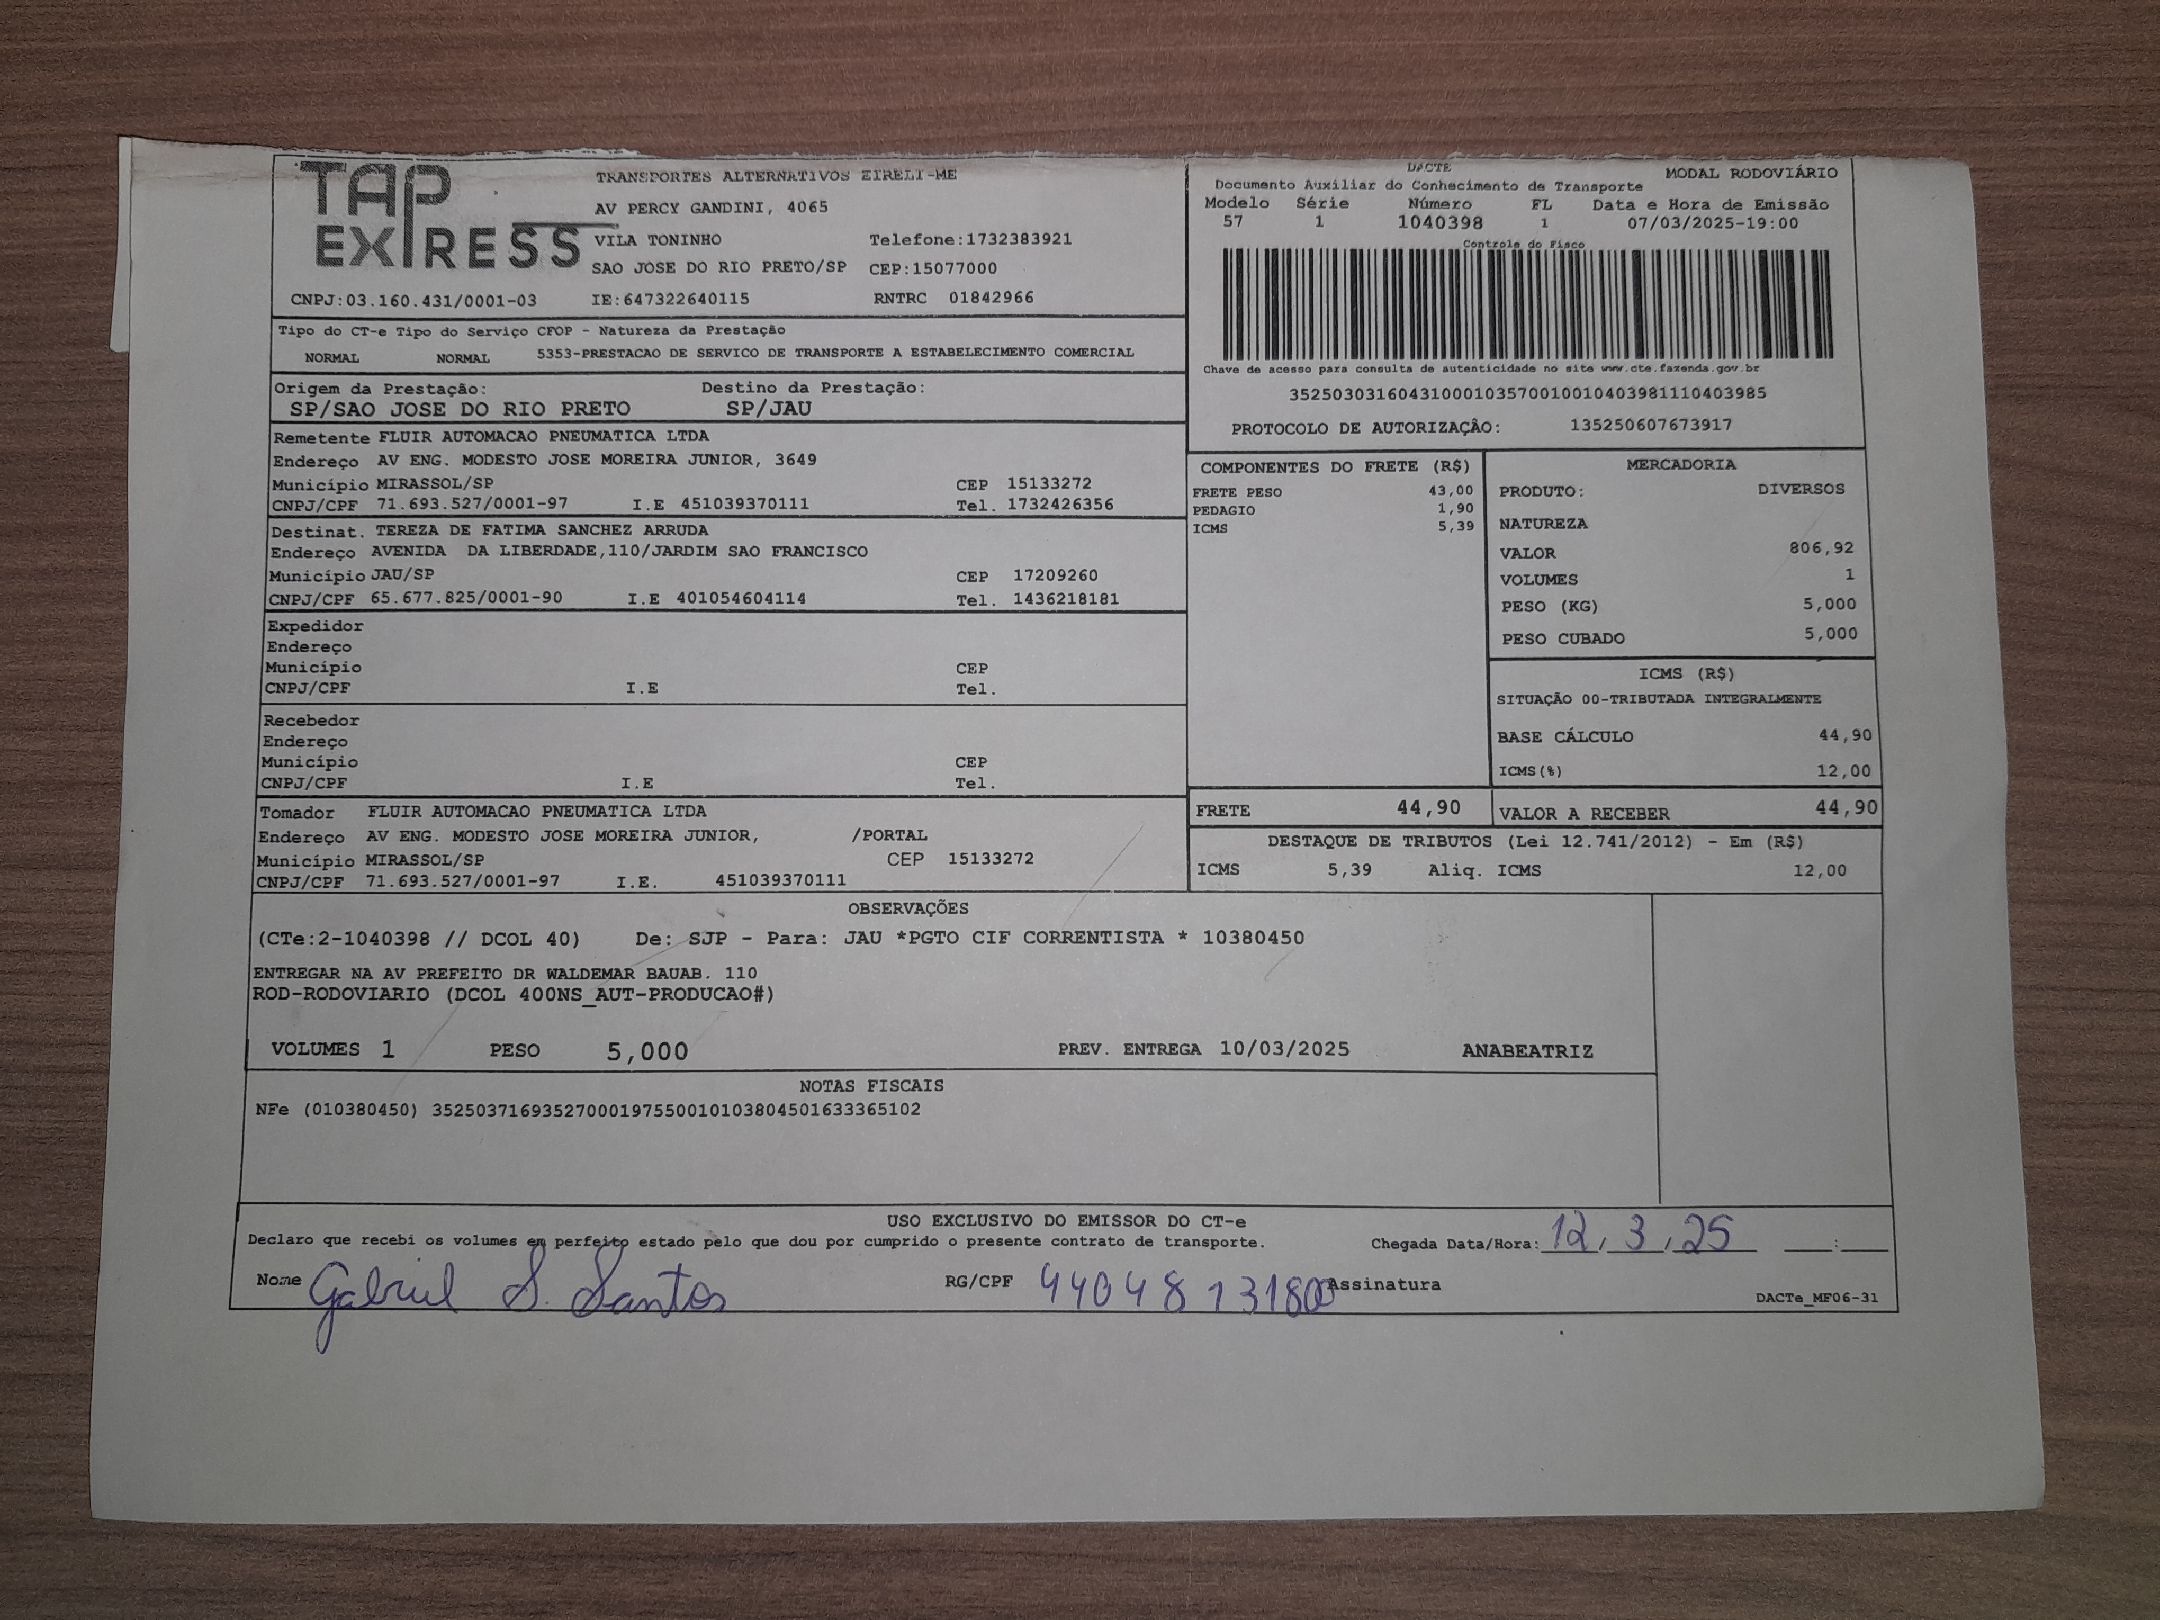 TAP EXPRESS
TRANSPORTES ALTERNATIVOS EIRELI-ME
AV PERCY GANDINI, 4065
VILA TONINHO Telefone:1732383921
SAO JOSE DO RIO PRETO/SP CEP:15077000
CNPJ:03.160.431/0001-03 IE:647322640115 RNTRC 01842966
DACTE MODAL RODOVIÁRIO
Documento Auxiliar do Conhecimento de Transporte
Modelo Série Número FL Data e Hora de Emissão
57 1 1040398 1 07/03/2025-19:00
Controle do Fisco
Chave de acesso para consulta de autenticidade no site www.cte.fazenda.gov.br
35250303160431000103570010010403981110403985
PROTOCOLO DE AUTORIZAÇÃO: 135250607673917
Tipo do CT-e Tipo do Serviço CFOP - Natureza da Prestação
NORMAL NORMAL 5353-PRESTACAO DE SERVICO DE TRANSPORTE A ESTABELECIMENTO COMERCIAL
Origem da Prestação: Destino da Prestação:
SP/SAO JOSE DO RIO PRETO SP/JAU
Remetente FLUIR AUTOMACAO PNEUMATICA LTDA
Endereço AV ENG. MODESTO JOSE MOREIRA JUNIOR, 3649
Município MIRASSOL/SP CEP 15133272
CNPJ/CPF 71.693.527/0001-97 I.E 451039370111 Tel. 1732426356
Destinat. TEREZA DE FATIMA SANCHEZ ARRUDA
Endereço AVENIDA DA LIBERDADE,110/JARDIM SAO FRANCISCO
Município JAU/SP CEP 17209260
CNPJ/CPF 65.677.825/0001-90 I.E 401054604114 Tel. 1436218181
Expedidor
Endereço
Município CEP
CNPJ/CPF I.E Tel.
Recebedor
Endereço
Município CEP
CNPJ/CPF I.E Tel.
Tomador FLUIR AUTOMACAO PNEUMATICA LTDA
Endereço AV ENG. MODESTO JOSE MOREIRA JUNIOR, /PORTAL
Município MIRASSOL/SP CEP 15133272
CNPJ/CPF 71.693.527/0001-97 I.E. 451039370111
COMPONENTES DO FRETE (R$)
FRETE PESO 43,00
PEDAGIO 1,90
ICMS 5,39
MERCADORIA
PRODUTO: DIVERSOS
NATUREZA
VALOR 806,92
VOLUMES 1
PESO (KG) 5,000
PESO CUBADO 5,000
ICMS (R$)
SITUAÇÃO 00-TRIBUTADA INTEGRALMENTE
BASE CÁLCULO 44,90
ICMS(%) 12,00
FRETE 44,90 VALOR A RECEBER 44,90
DESTAQUE DE TRIBUTOS (Lei 12.741/2012) - Em (R$)
ICMS 5,39 Aliq. ICMS 12,00
OBSERVAÇÕES
(CTe:2-1040398 // DCOL 40) De: SJP - Para: JAU *PGTO CIF CORRENTISTA * 10380450
ENTREGAR NA AV PREFEITO DR WALDEMAR BAUAB. 110
ROD-RODOVIARIO (DCOL 400NS_AUT-PRODUCAO#)
VOLUMES 1 PESO 5,000 PREV. ENTREGA 10/03/2025 ANABEATRIZ
NOTAS FISCAIS
NFe (010380450) 35250371693527000197550010103804501633365102
USO EXCLUSIVO DO EMISSOR DO CT-e
Declaro que recebi os volumes em perfeito estado pelo que dou por cumprido o presente contrato de transporte. Chegada Data/Hora: 12, 3, 25 :
Nome Gabriel S. Santos RG/CPF 44048131800 Assinatura
DACTe_MF06-31